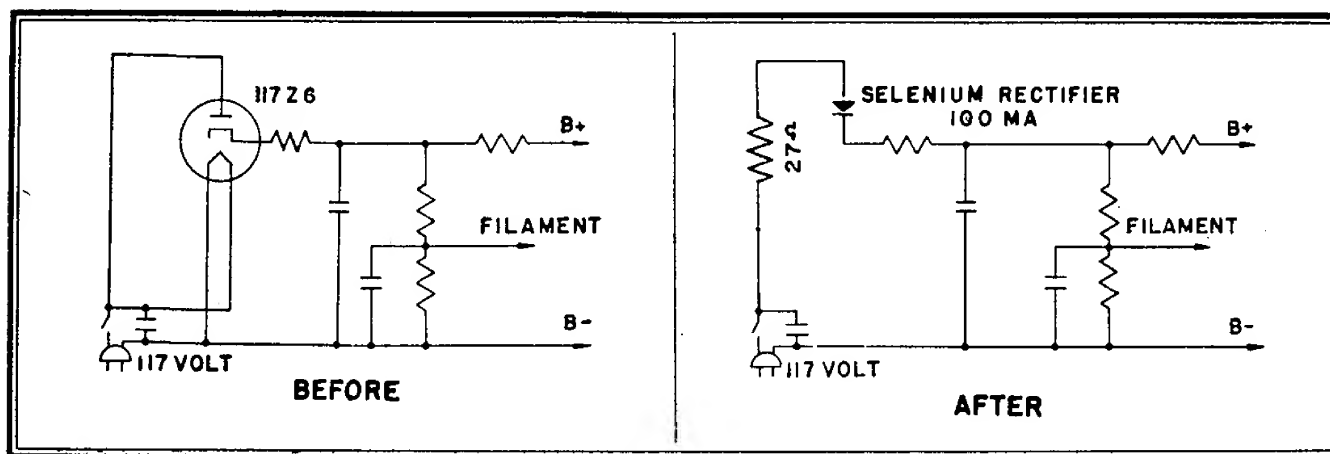 117Z6
B+
FILAMENT
B-
117 VOLT
BEFORE
SELENIUM RECTIFIER
100 MA
27Ω
B+
FILAMENT
B-
117 VOLT
AFTER